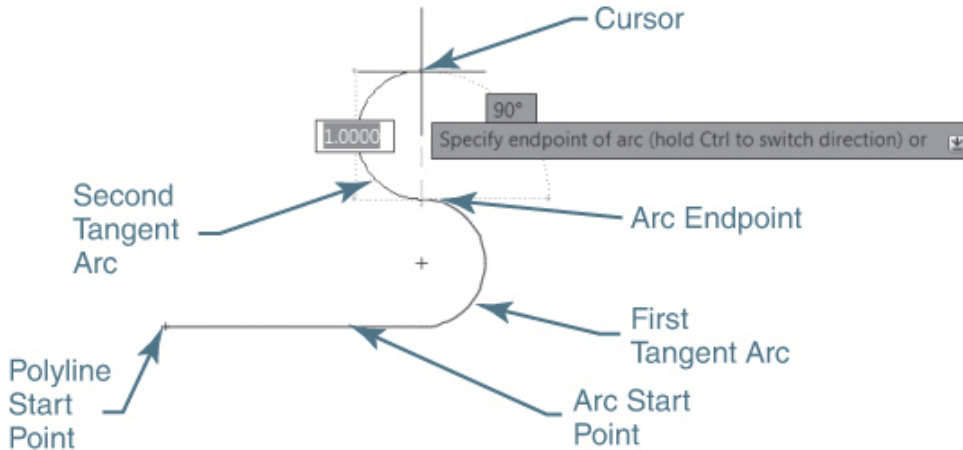 Cursor
90°
1.0000
Specify endpoint of arc (hold Ctrl to switch direction) or
Second
Tangent
Arc
Arc Endpoint
First
Tangent Arc
Polyline
Start
Point
Arc Start
Point